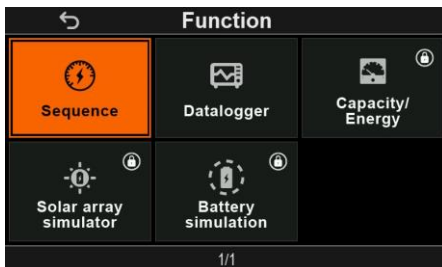 Function
Sequence
Datalogger
Capacity/
Energy
Solar array
simulator
Battery
simulation
1/1